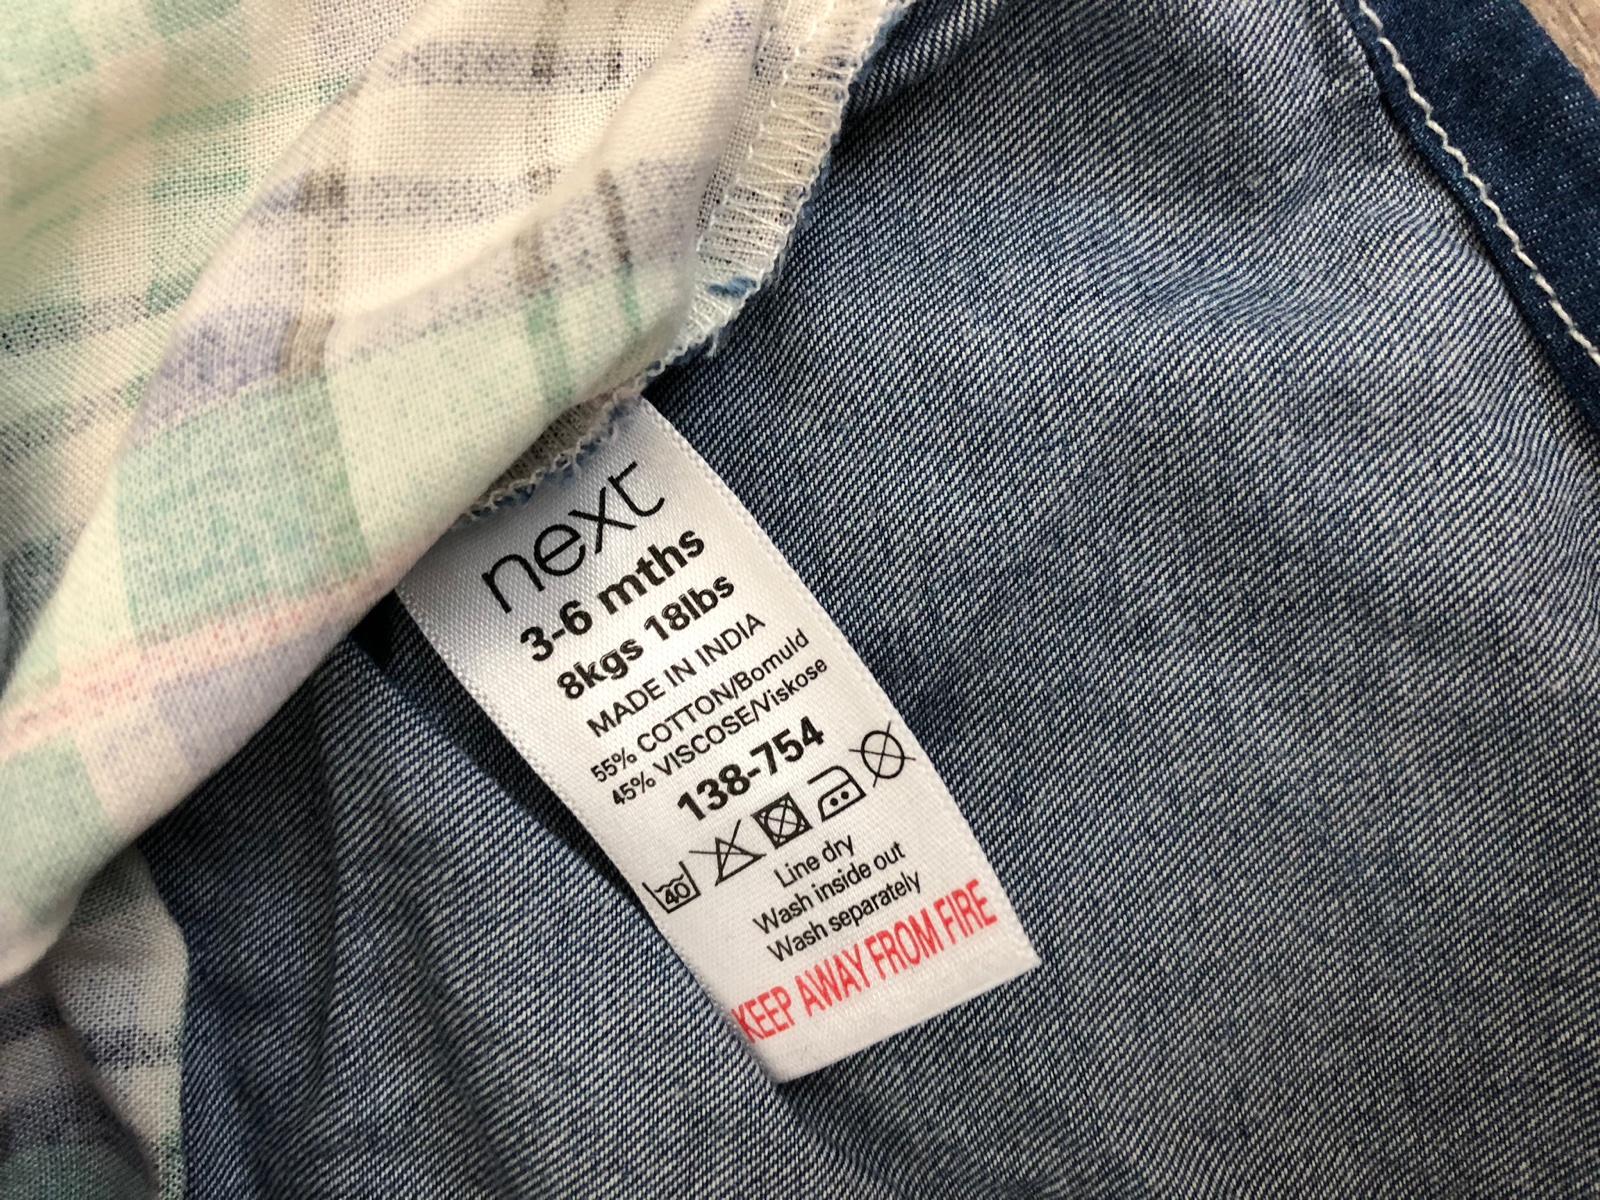 next
3-6 mths
8kgs 18lbs
MADE IN INDIA
55% COTTON/Bomuld
45% VISCOSE/Viskose
138-754
40
Line dry
Wash inside out
Wash separately
KEEP AWAY FROM FIRE